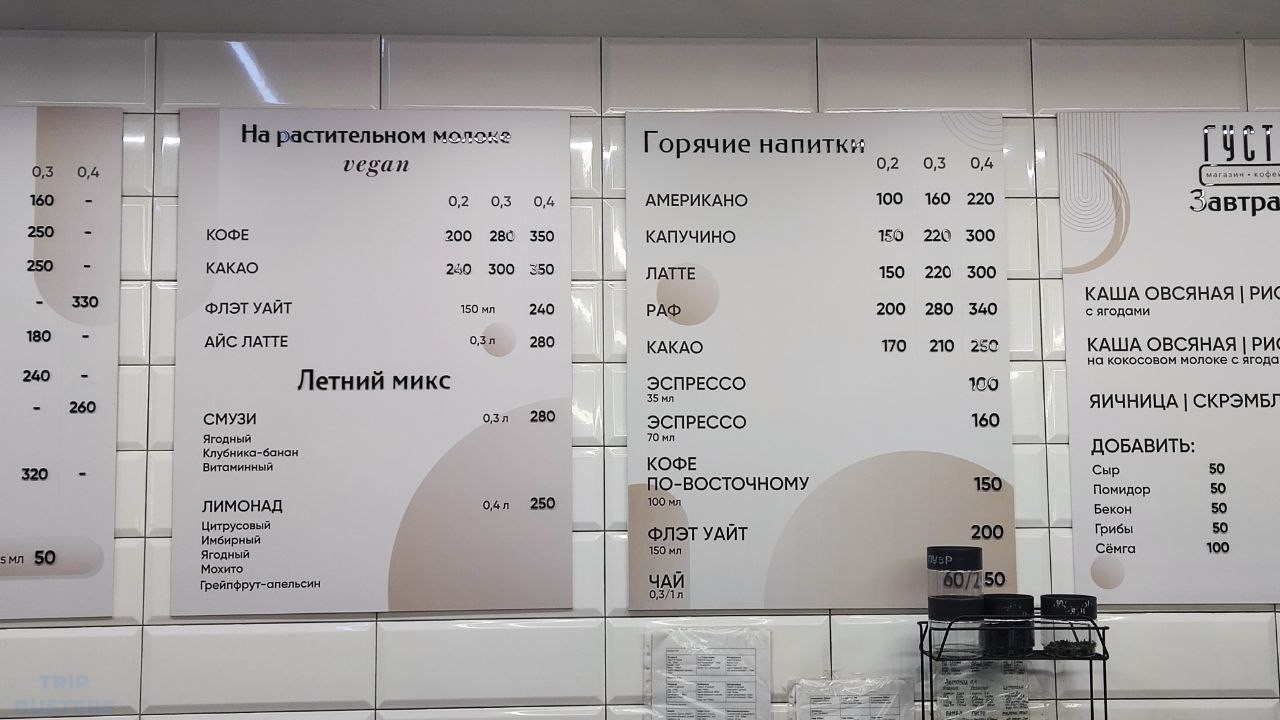 0,3 0,4
160 -
250 -
250 -
- 330
180 -
240 -
- 260
320 -
5 МЛ 50
На растительном молоке
vegan
0,2 0,3 0,4
КОФЕ 200 280 350
КАКАО 240 300 350
ФЛЭТ УАЙТ 150 мл 240
АЙС ЛАТТЕ 0,3 л 280
Летний микс
СМУЗИ 0,3 л 280
Ягодный
Клубника-банан
Витаминный
ЛИМОНАД 0,4 л 250
Цитрусовый
Имбирный
Ягодный
Мохито
Грейпфрут-апельсин
Горячие напитки
0,2 0,3 0,4
АМЕРИКАНО 100 160 220
КАПУЧИНО 150 220 300
ЛАТТЕ 150 220 300
РАФ 200 280 340
КАКАО 170 210 250
ЭСПРЕССО 100
35 мл
ЭСПРЕССО 160
70 мл
КОФЕ
ПО-ВОСТОЧНОМУ 150
100 мл
ФЛЭТ УАЙТ 200
150 мл
ЧАЙ 60/250
0,3/1 л
ГУСТ
магазин • кофей
Завтра
КАША ОВСЯНАЯ | РИС
с ягодами
КАША ОВСЯНАЯ | РИС
на кокосовом молоке с ягода
ЯИЧНИЦА | СКРЭМБЛ
ДОБАВИТЬ:
Сыр 50
Помидор 50
Бекон 50
Грибы 50
Сёмга 100
TRIP